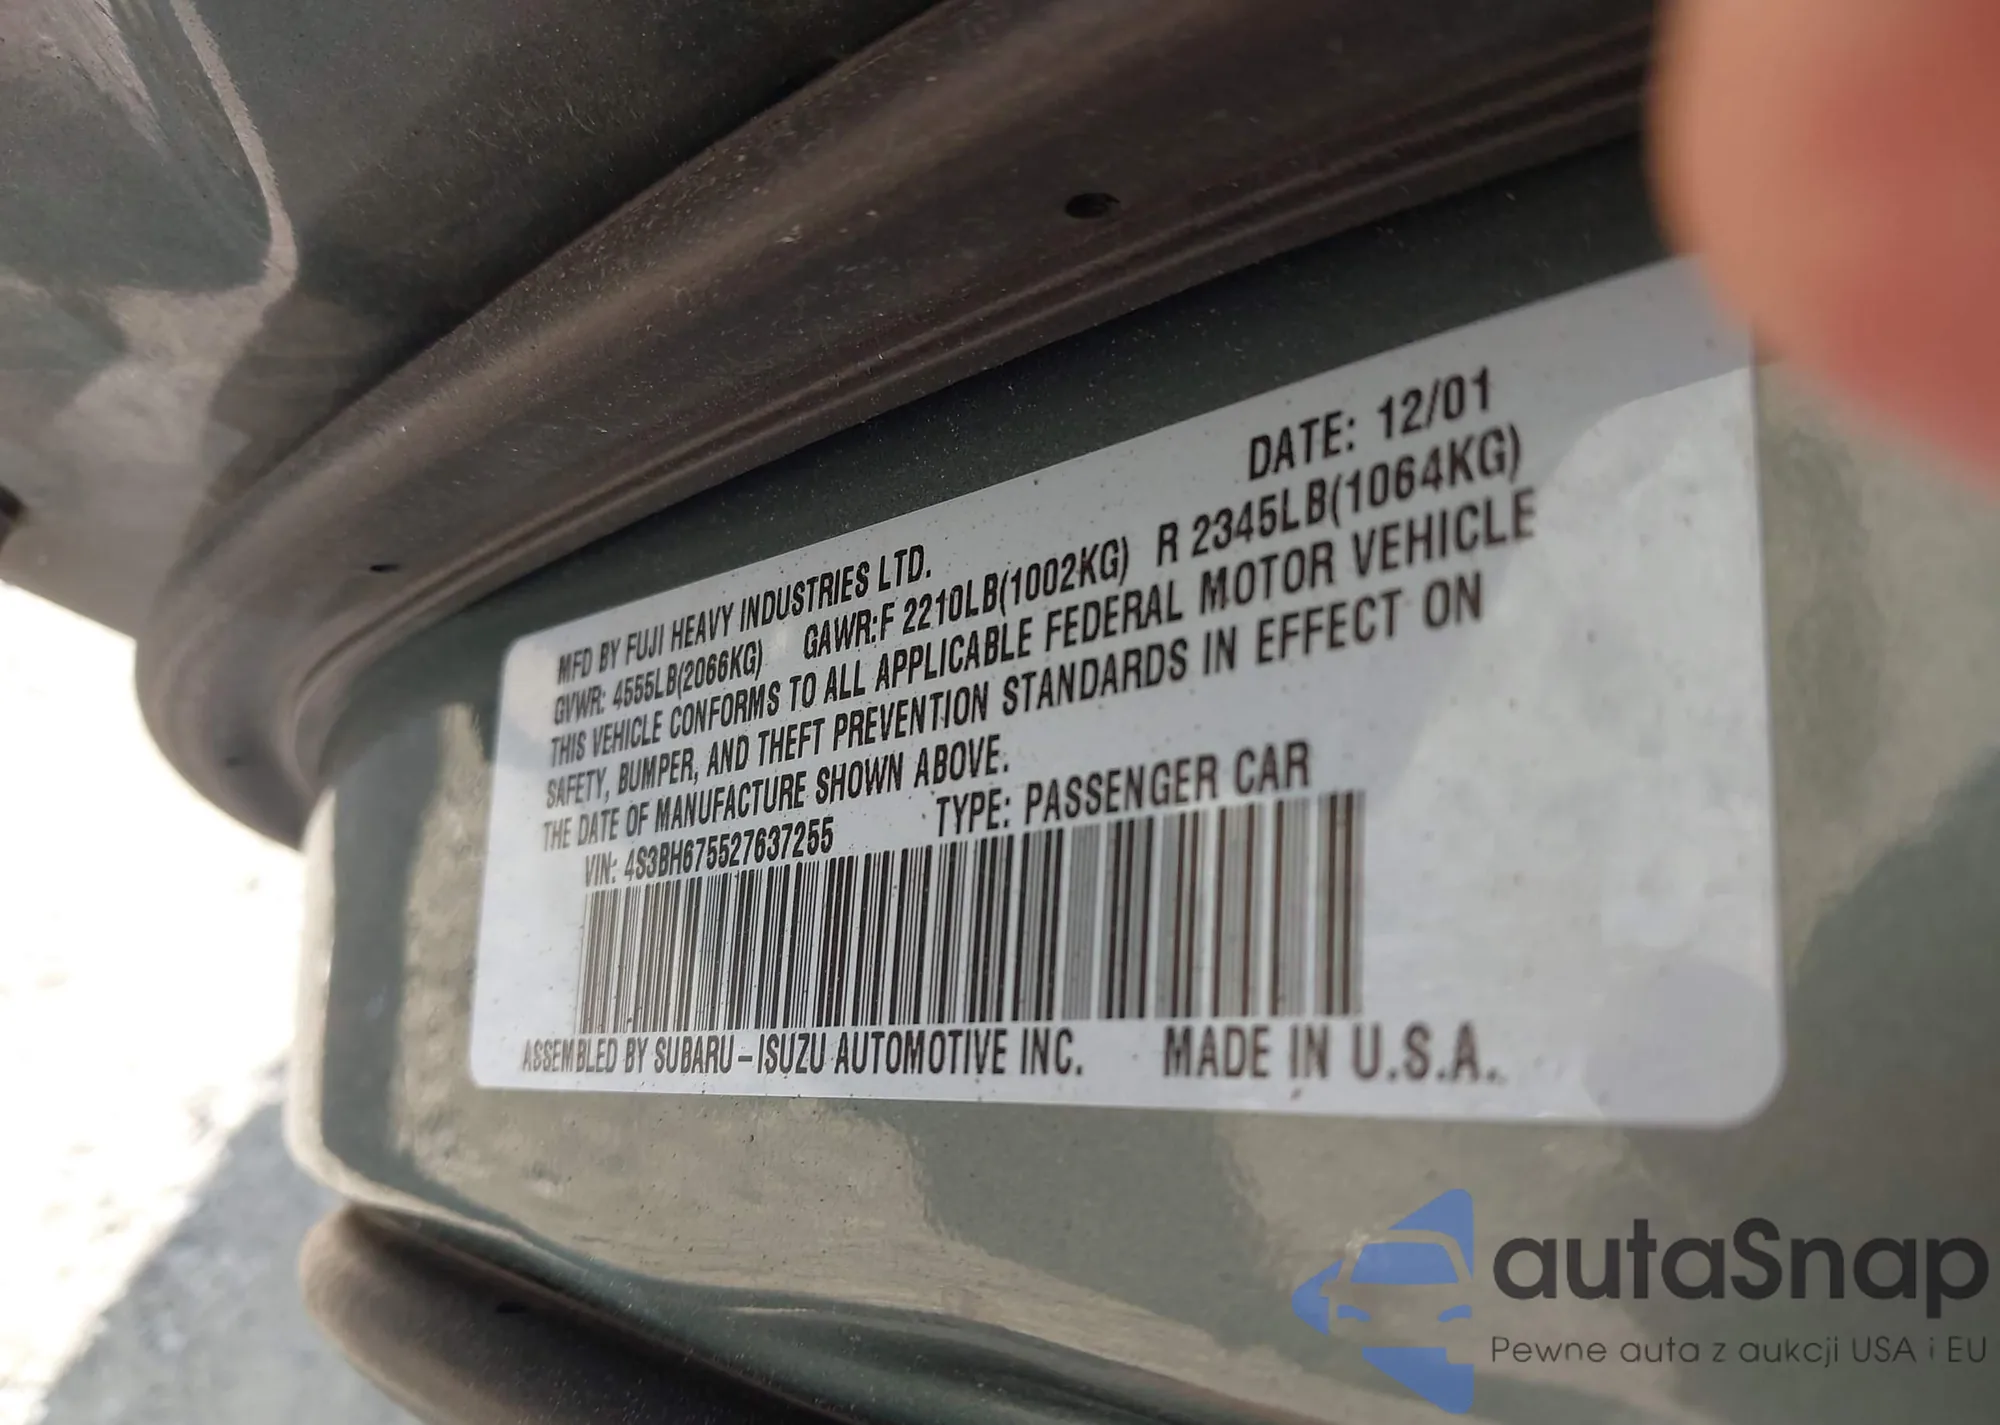 DATE: 12/01
MFD BY FUJI HEAVY INDUSTRIES LTD.
GVWR: 4555LB(2066KG) GAWR:F 2210LB(1002KG) R 2345LB(1064KG)
THIS VEHICLE CONFORMS TO ALL APPLICABLE FEDERAL MOTOR VEHICLE
SAFETY, BUMPER, AND THEFT PREVENTION STANDARDS IN EFFECT ON
THE DATE OF MANUFACTURE SHOWN ABOVE.
VIN: 4S3BH675527637255 TYPE: PASSENGER CAR
ASSEMBLED BY SUBARU-ISUZU AUTOMOTIVE INC. MADE IN U.S.A.
autaSnap
Pewne auta z aukcji USA i EU